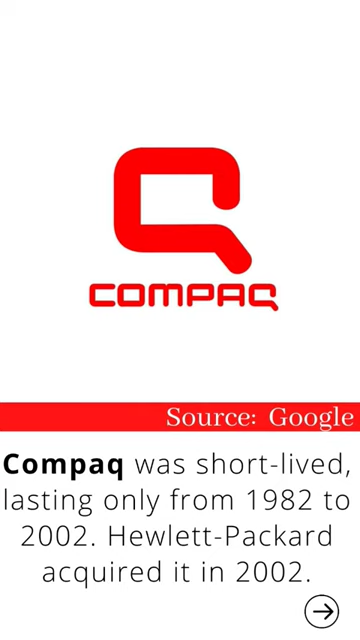 COMPAQ
Source: Google
Compaq was short-lived,
lasting only from 1982 to
2002. Hewlett-Packard
acquired it in 2002.